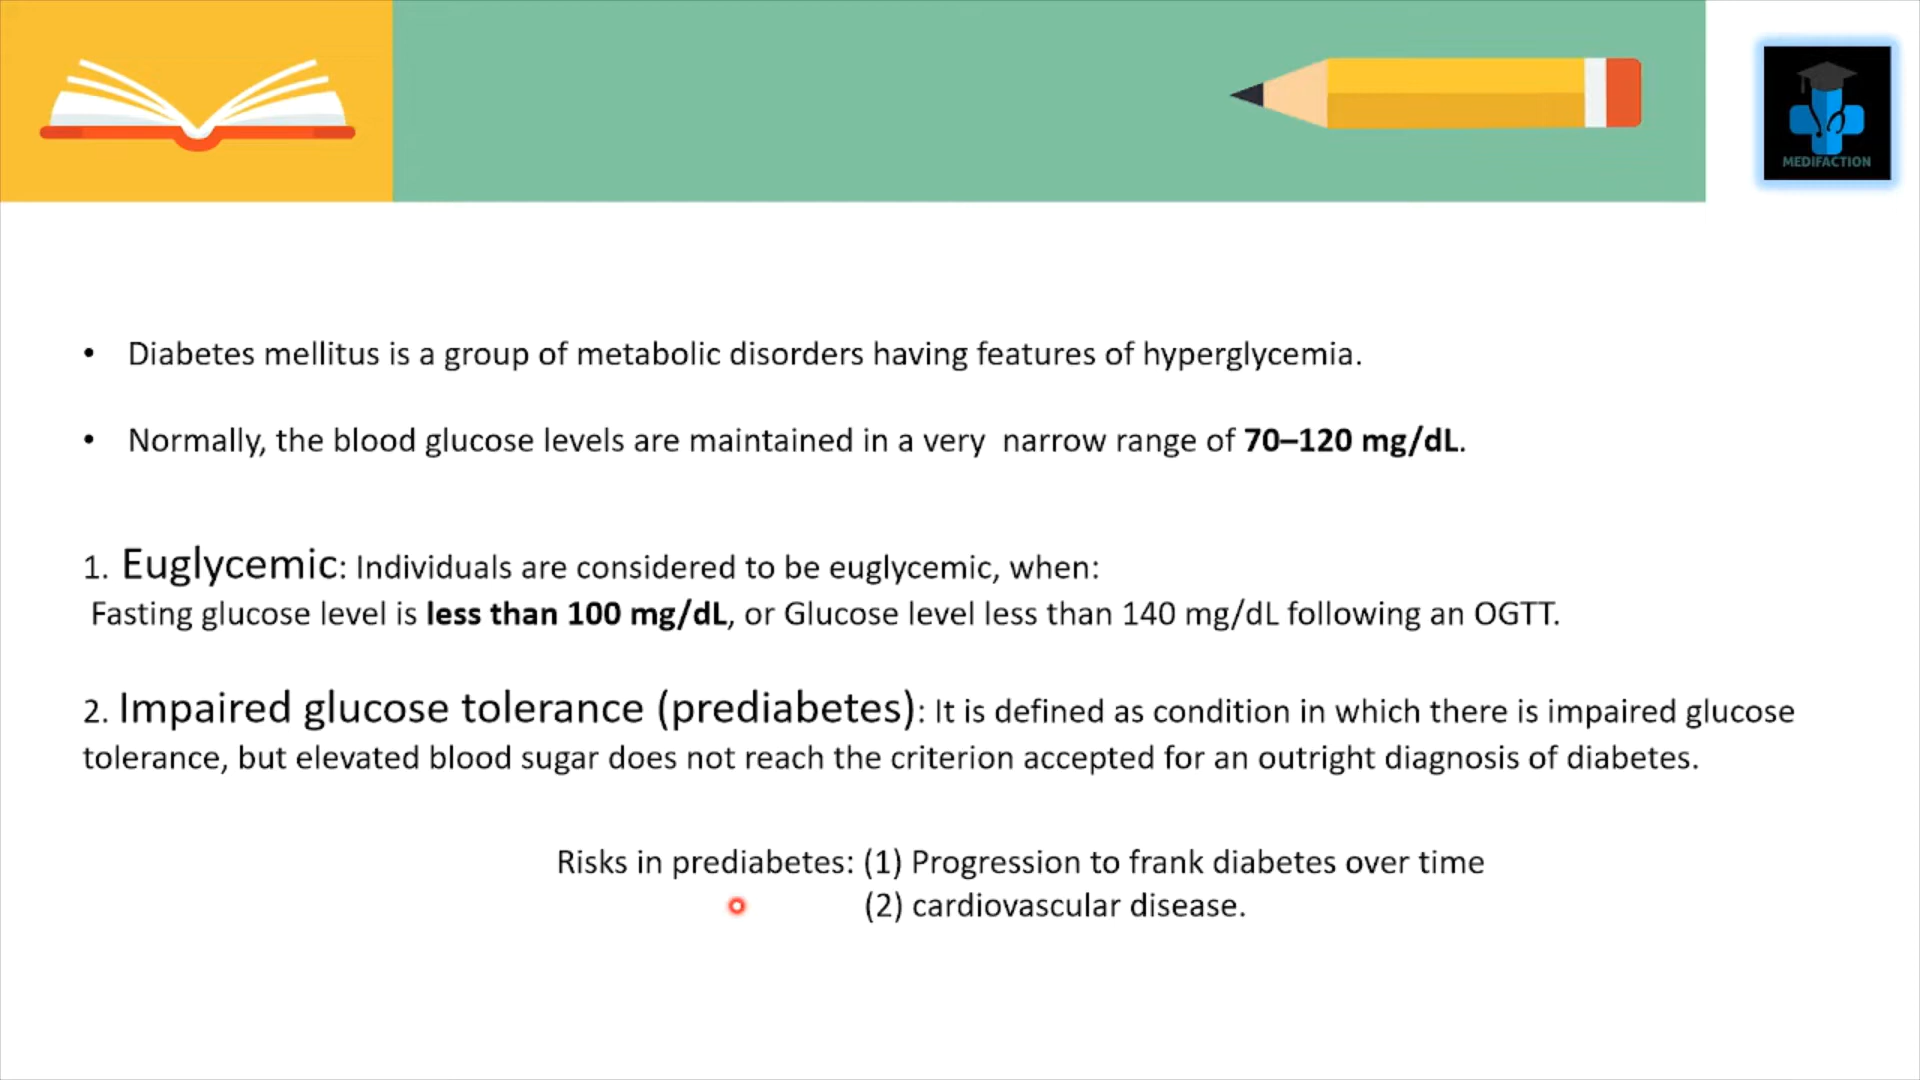 MEDIFACTION
• Diabetes mellitus is a group of metabolic disorders having features of hyperglycemia.
• Normally, the blood glucose levels are maintained in a very  narrow range of 70–120 mg/dL.
1. Euglycemic: Individuals are considered to be euglycemic, when:
Fasting glucose level is less than 100 mg/dL, or Glucose level less than 140 mg/dL following an OGTT.
2. Impaired glucose tolerance (prediabetes): It is defined as condition in which there is impaired glucose
tolerance, but elevated blood sugar does not reach the criterion accepted for an outright diagnosis of diabetes.
Risks in prediabetes: (1) Progression to frank diabetes over time
(2) cardiovascular disease.